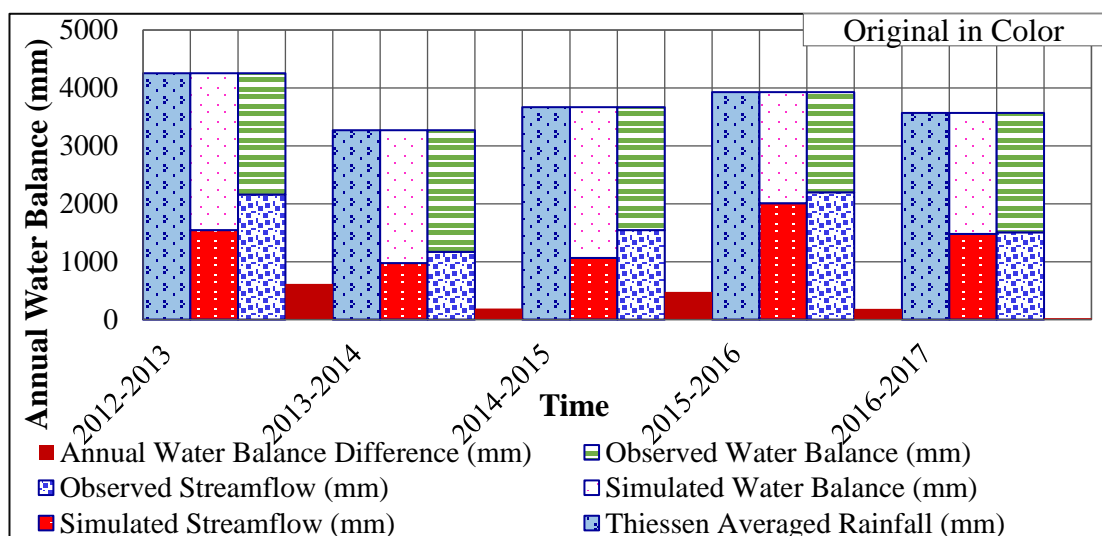 Original in Color
Annual Water Balance (mm)
5000
4000
3000
2000
1000
0
2012-2013
2013-2014
2014-2015
2015-2016
2016-2017
Time
Annual Water Balance Difference (mm)
Observed Water Balance (mm)
Observed Streamflow (mm)
Simulated Water Balance (mm)
Simulated Streamflow (mm)
Thiessen Averaged Rainfall (mm)